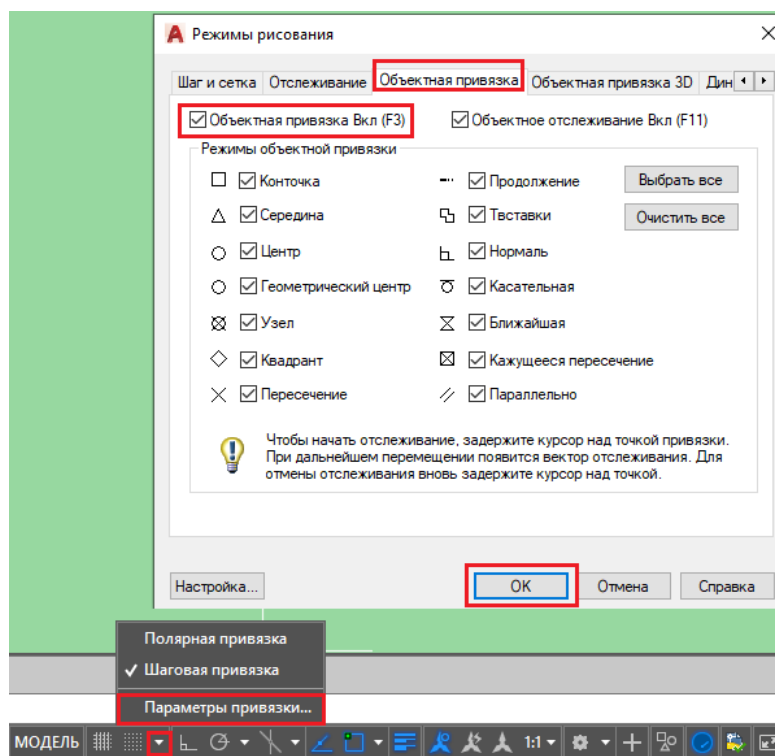 Режимы рисования
Шаг и сетка Отслеживание Объектная привязка Объектная привязка 3D Дин
Объектная привязка Вкл (F3) Объектное отслеживание Вкл (F11)
Режимы объектной привязки
Конточка Продолжение Выбрать все
Середина Твставки Очистить все
Центр Нормаль
Геометрический центр Касательная
Узел Ближайшая
Квадрант Кажущееся пересечение
Пересечение Параллельно
Чтобы начать отслеживание, задержите курсор над точкой привязки.
При дальнейшем перемещении появится вектор отслеживания. Для
отмены отслеживания вновь задержите курсор над точкой.
Настройка... OK Отмена Справка
Полярная привязка
Шаговая привязка
Параметры привязки...
МОДЕЛЬ 1:1